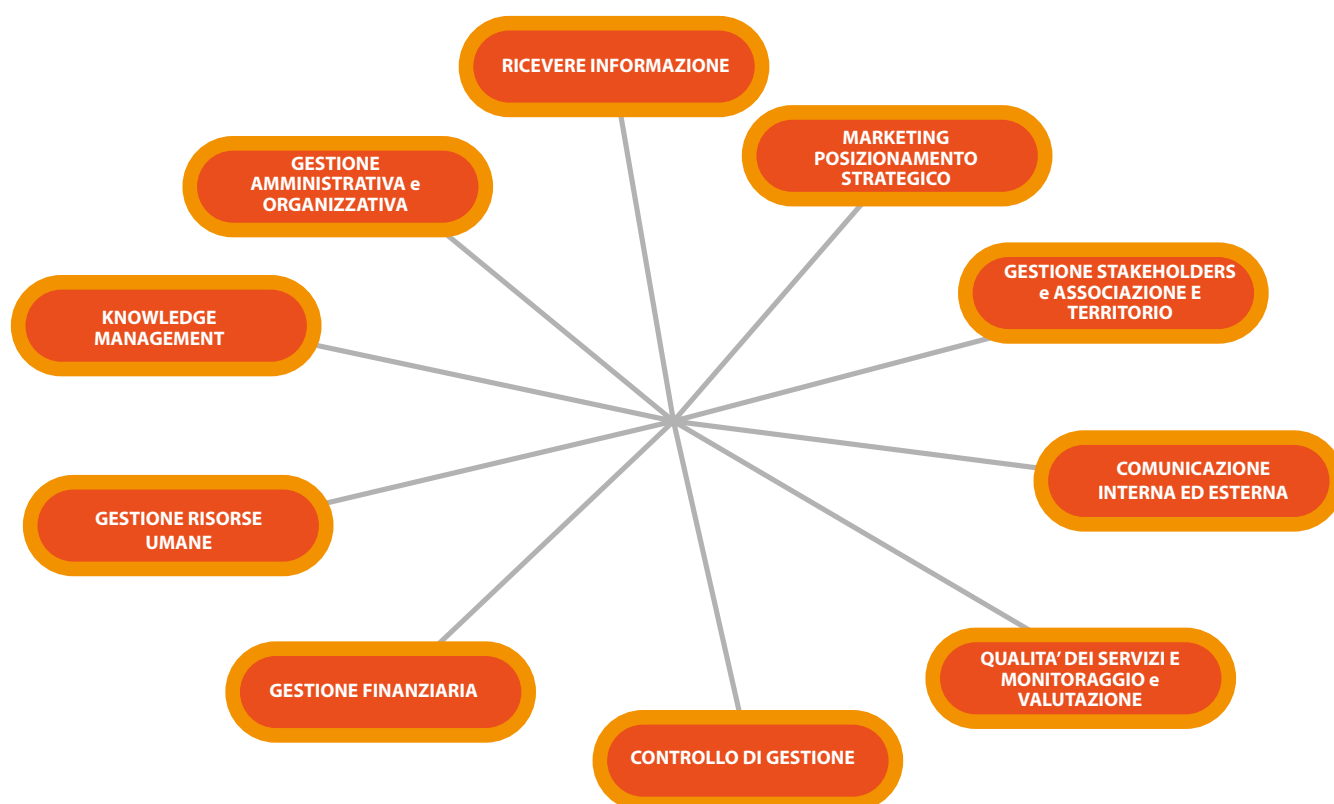 RICEVERE INFORMAZIONE
MARKETING
POSIZIONAMENTO
STRATEGICO
GESTIONE
AMMINISTRATIVA e
ORGANIZZATIVA
GESTIONE STAKEHOLDERS
e ASSOCIAZIONE E
TERRITORIO
KNOWLEDGE
MANAGEMENT
COMUNICAZIONE
INTERNA ED ESTERNA
GESTIONE RISORSE
UMANE
QUALITA’ DEI SERVIZI E
MONITORAGGIO e
VALUTAZIONE
GESTIONE FINANZIARIA
CONTROLLO DI GESTIONE